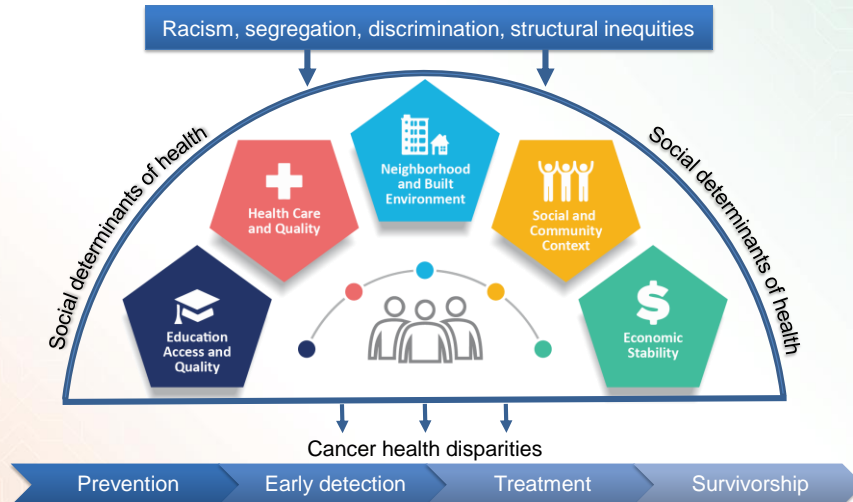 Racism, segregation, discrimination, structural inequities
Social determinants of health
Social determinants of health
Neighborhood
and Built
Environment
Health Care
and Quality
Social and
Community
Context
Education
Access and
Quality
Economic
Stability
Cancer health disparities
Prevention
Early detection
Treatment
Survivorship